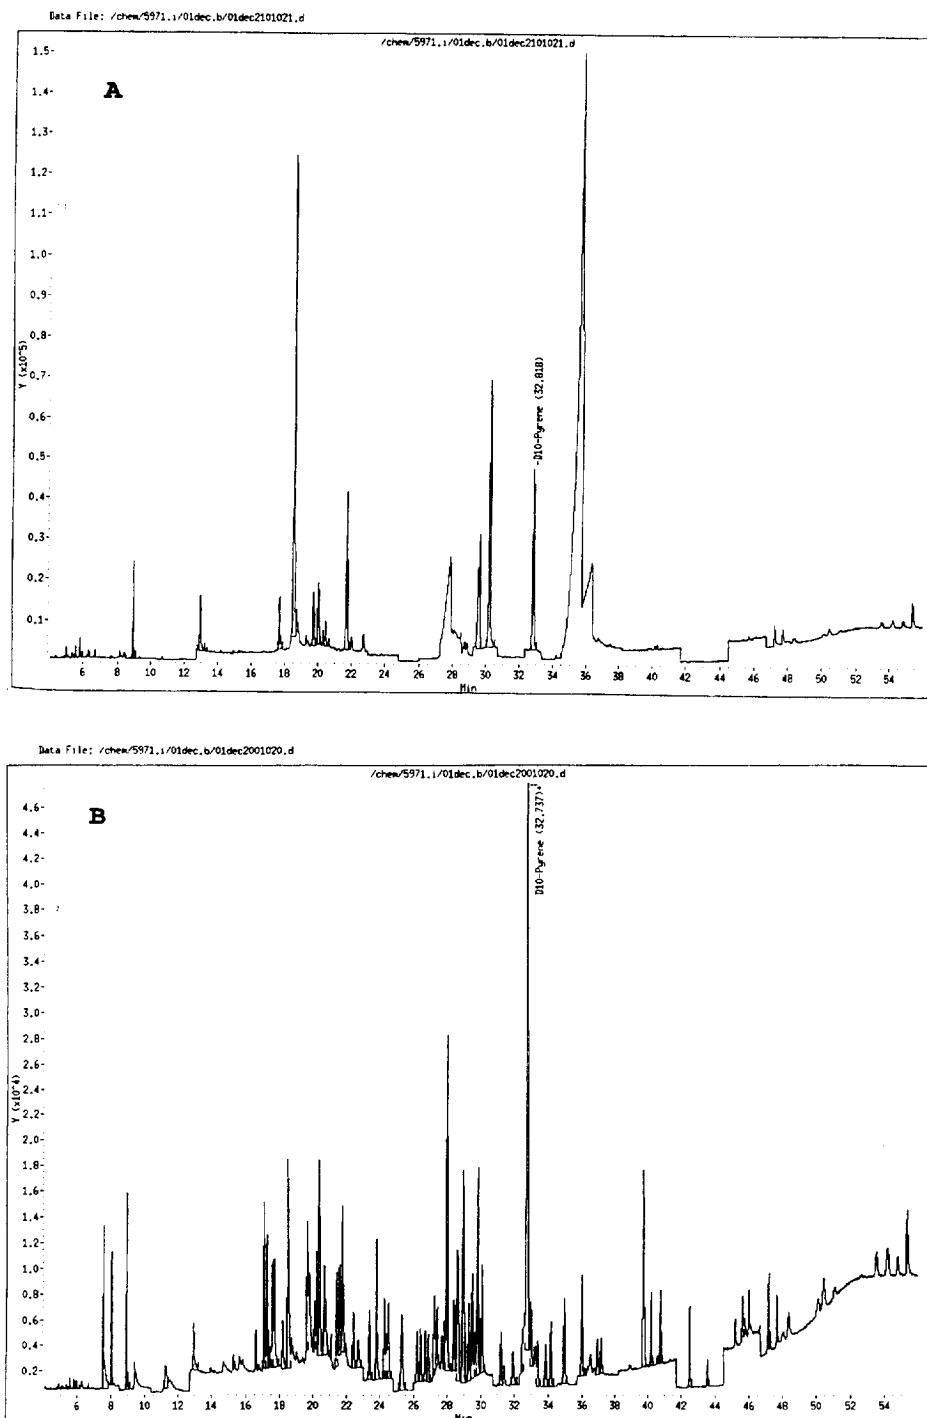 Data File: /chem/5971.i/01dec.b/01dec2101021.d
/chem/5971.i/01dec.b/01dec2101021.d
A
1.5-
1.4-
1.3-
1.2-
1.1-
1.0-
0.9-
0.8-
0.7-
0.6-
0.5-
0.4-
0.3-
0.2-
0.1-
Y (x10^5)
-D10-Pyrene (32.818)
6 8 10 12 14 16 18 20 22 24 26 28 30 32 34 36 38 40 42 44 46 48 50 52 54
Min
Data File: /chem/5971.i/01dec.b/01dec2001020.d
/chem/5971.i/01dec.b/01dec2001020.d
B
4.6-
4.4-
4.2-
4.0-
3.8-
3.6-
3.4-
3.2-
3.0-
2.8-
2.6-
2.4-
2.2-
2.0-
1.8-
1.6-
1.4-
1.2-
1.0-
0.8-
0.6-
0.4-
0.2-
Y (x10^4)
D10-Pyrene (32.737)+
6 8 10 12 14 16 18 20 22 24 26 28 30 32 34 36 38 40 42 44 46 48 50 52 54
Min